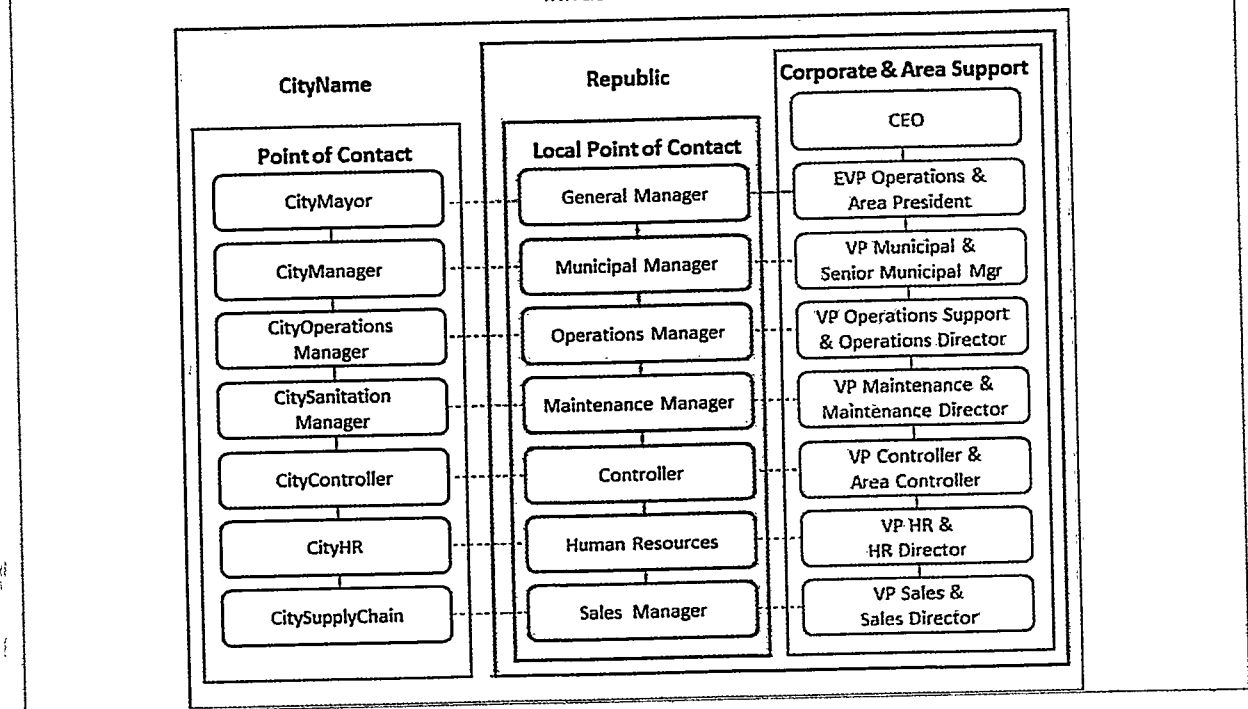 CityName
Point of Contact
CityMayor
CityManager
CityOperations
Manager
CitySanitation
Manager
CityController
CityHR
CitySupplyChain
Republic
Local Point of Contact
General Manager
Municipal Manager
Operations Manager
Maintenance Manager
Controller
Human Resources
Sales Manager
Corporate & Area Support
CEO
EVP Operations &
Area President
VP Municipal &
Senior Municipal Mgr
VP Operations Support
& Operations Director
VP Maintenance &
Maintenance Director
VP Controller &
Area Controller
VP HR &
HR Director
VP Sales &
Sales Director